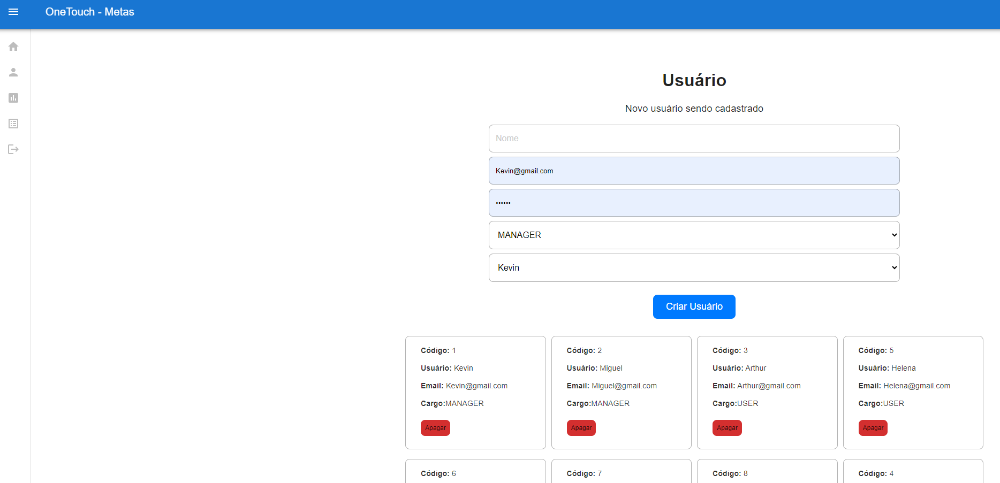 OneTouch - Metas
Usuário
Novo usuário sendo cadastrado
Nome
Kevin@gmail.com
••••••
MANAGER
Kevin
Criar Usuário
Código: 1
Usuário: Kevin
Email: Kevin@gmail.com
Cargo:MANAGER
Apagar
Código: 2
Usuário: Miguel
Email: Miguel@gmail.com
Cargo:MANAGER
Apagar
Código: 3
Usuário: Arthur
Email: Arthur@gmail.com
Cargo:USER
Apagar
Código: 5
Usuário: Helena
Email: Helena@gmail.com
Cargo:USER
Apagar
Código: 6
Código: 7
Código: 8
Código: 4